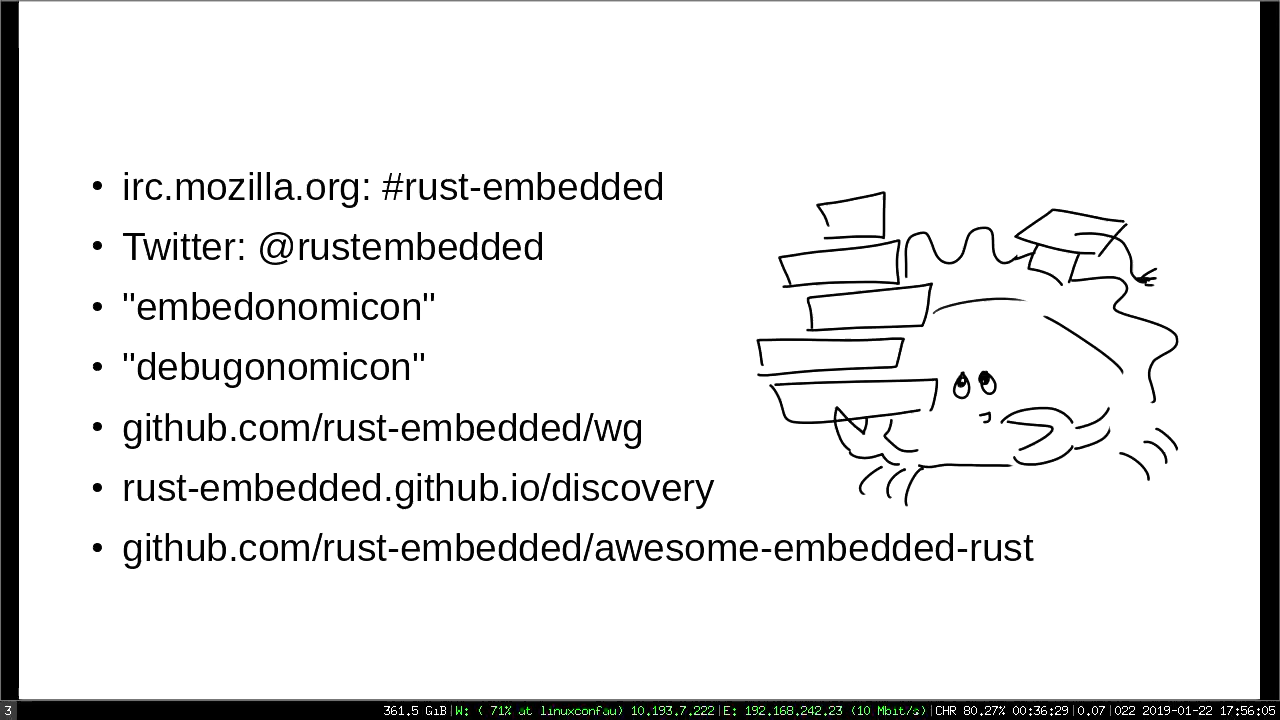 • irc.mozilla.org: #rust-embedded
• Twitter: @rustembedded
• "embedonomicon"
• "debugonomicon"
• github.com/rust-embedded/wg
• rust-embedded.github.io/discovery
• github.com/rust-embedded/awesome-embedded-rust
3 361.5 GiB|W: ( 71% at linuxconfau) 10.193.7.222|E: 192.168.242.23 (10 Mbit/s)|CHR 80.27% 00:36:29|0.07|022 2019-01-22 17:56:05